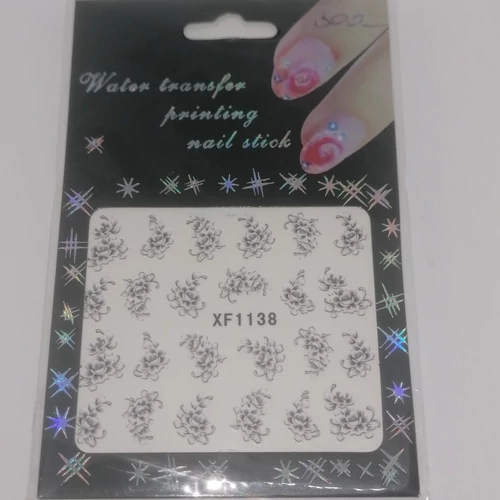 Water transfer
printing
nail stick
XF1138